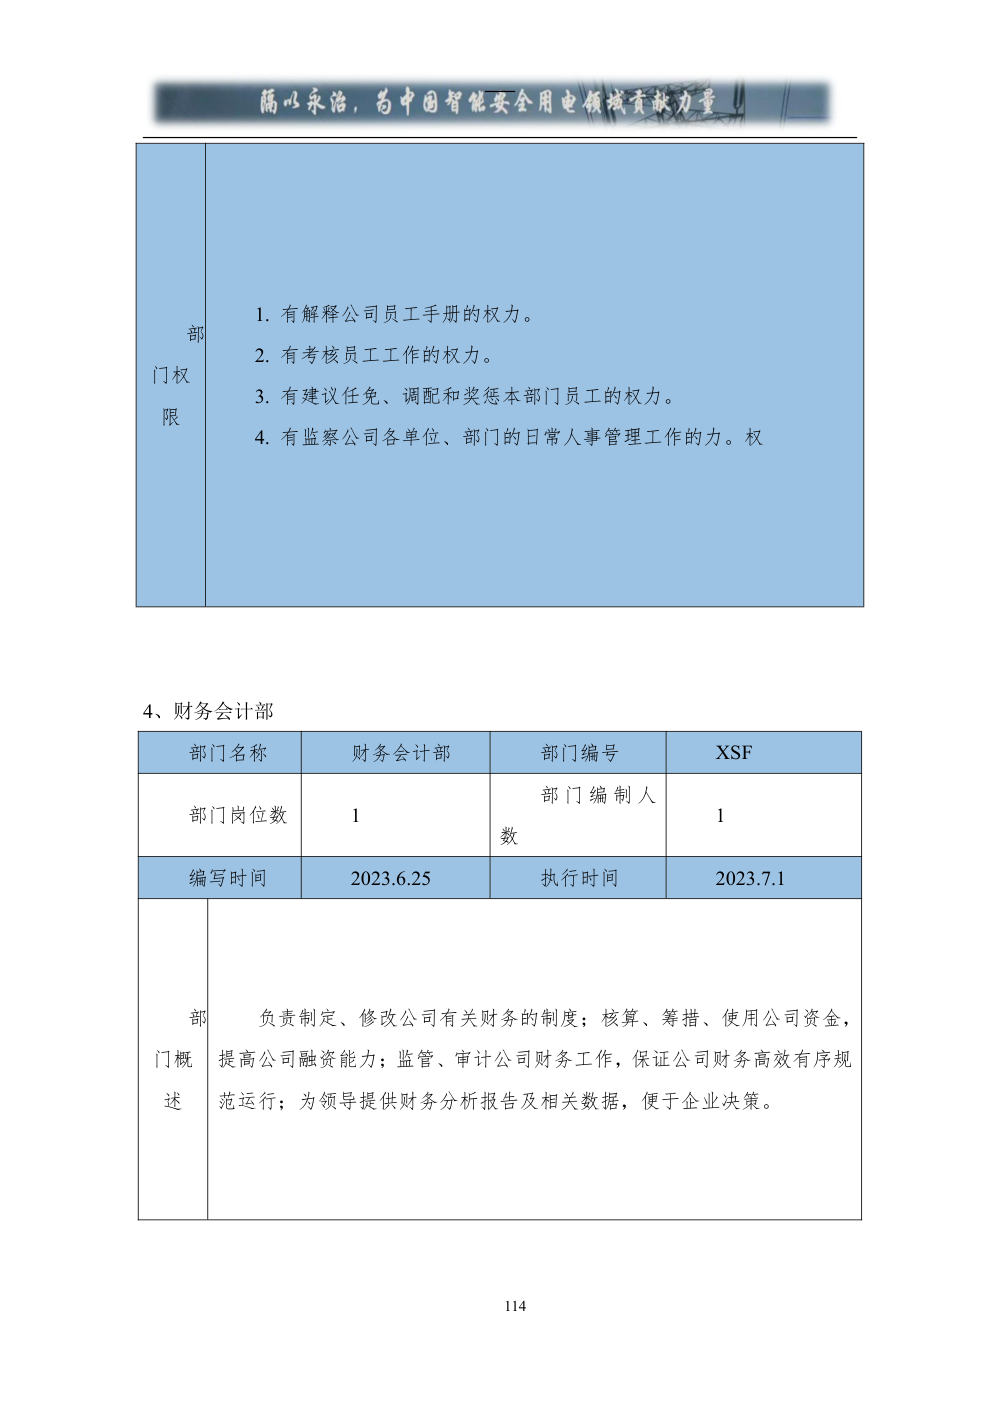 隔以永治，为中国智能安全用电领域贡献力量
部
门权
限
1. 有解释公司员工手册的权力。
2. 有考核员工工作的权力。
3. 有建议任免、调配和奖惩本部门员工的权力。
4. 有监察公司各单位、部门的日常人事管理工作的力。权
4、财务会计部
部门名称 财务会计部 部门编号 XSF
部门岗位数 1 部门编制人 1
数
编写时间 2023.6.25 执行时间 2023.7.1
部
门概
述
负责制定、修改公司有关财务的制度；核算、筹措、使用公司资金，
提高公司融资能力；监管、审计公司财务工作，保证公司财务高效有序规
范运行；为领导提供财务分析报告及相关数据，便于企业决策。
114